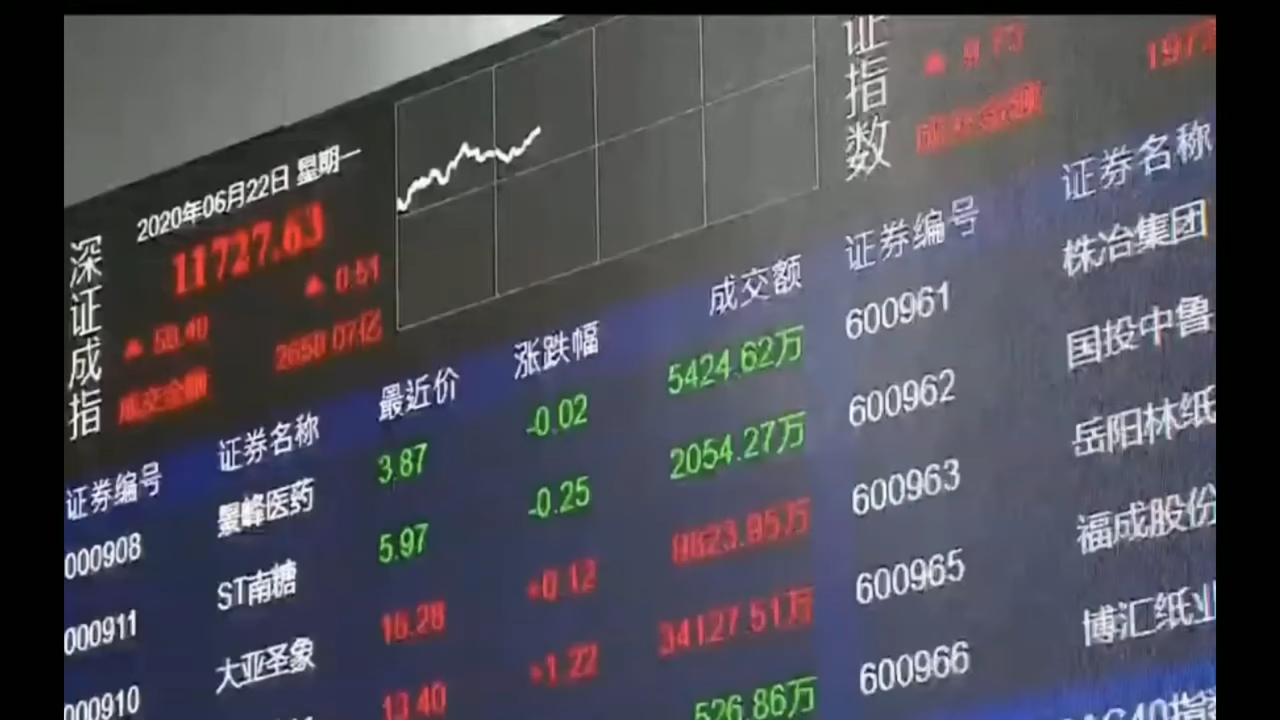 深证成指
2020年06月22日 星期一
11727.63
▲ 0.51
2650.07亿
成交金额
证券编号 证券名称 最近价 涨跌幅 成交额
000908 景峰医药 3.87 -0.02 5424.62万
000911 ST南糖 5.97 -0.25 2054.27万
000910 大亚圣象 +0.12
13.40 +1.22 34127.51万
526.86万
证指数
证券编号 证券名称
600961 株冶集团
600962 国投中鲁
600963 岳阳林纸
600965 福成股份
600966 博汇纸业